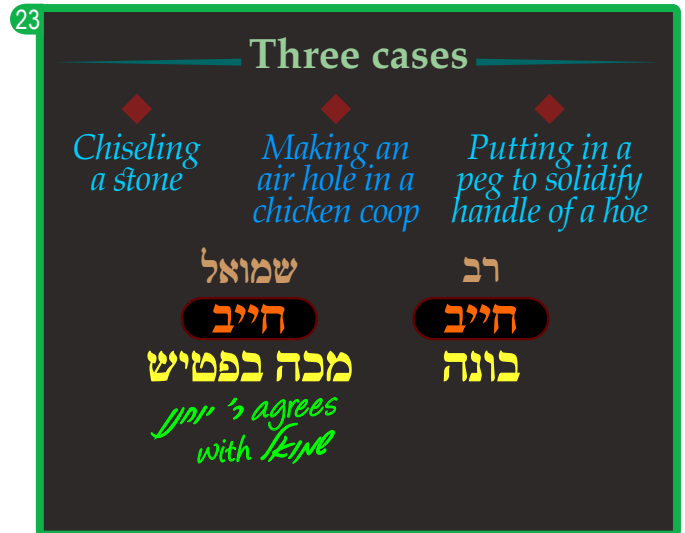 23
Three cases
Chiseling
a stone
Making an
air hole in a
chicken coop
Putting in a
peg to solidify
handle of a hoe
רב
חייב
בונה
שמואל
חייב
מכה בפטיש
ר' יוחנן agrees
with שמואל